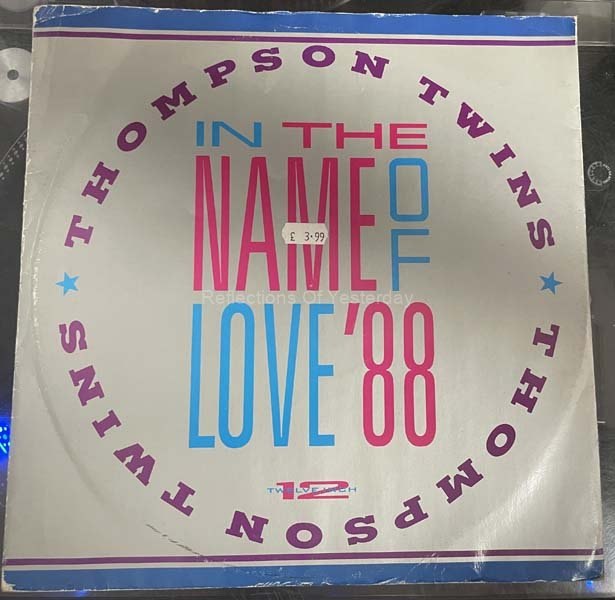 THOMPSON TWINS
IN THE
NAME OF
£ 3.99
Reflections Of Yesterday
LOVE '88
12
TWELVE INCH
THOMPSON TWINS